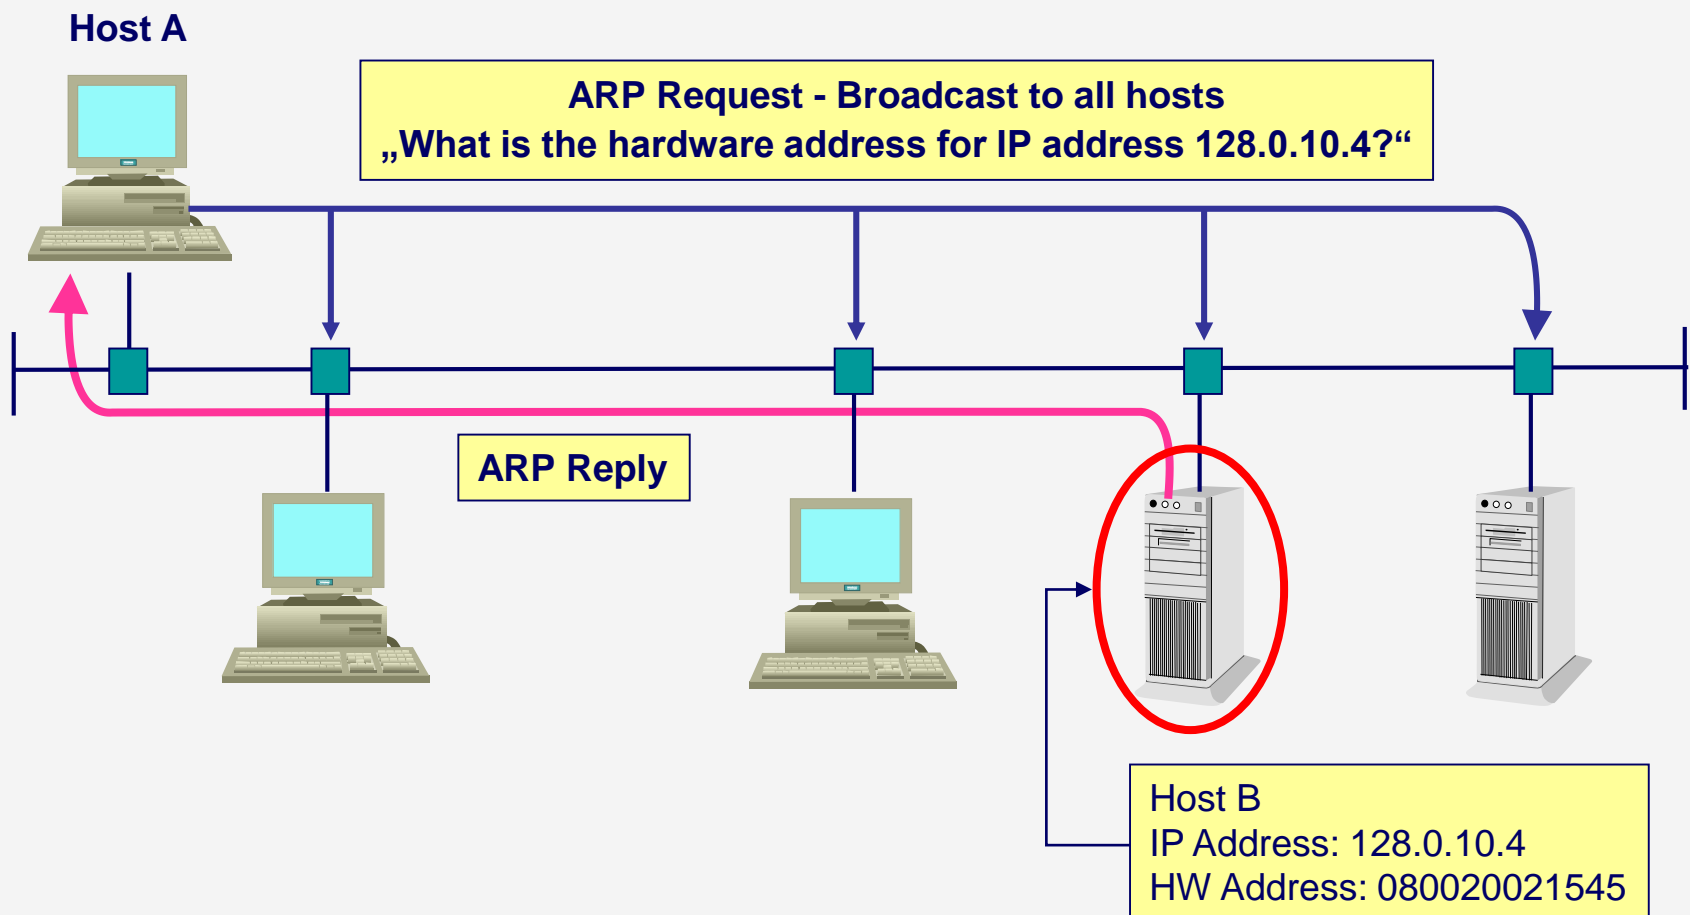 Host A
ARP Request - Broadcast to all hosts
„What is the hardware address for IP address 128.0.10.4?“
ARP Reply
Host B
IP Address: 128.0.10.4
HW Address: 080020021545